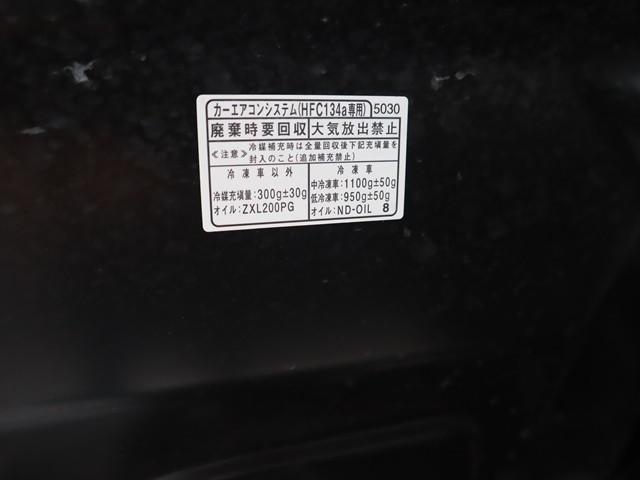 カーエアコンシステム(HFC134a専用) 5030
廃棄時要回収 大気放出禁止
≪注意≫ 冷媒補充時は全量回収後下記充填量を
封入のこと(追加補充禁止)
冷凍車以外
冷媒充填量:300g±30g
オイル:ZXL200PG
冷凍車
中冷凍車:1100g±50g
低冷凍車:950g±50g
オイル:ND-OIL 8